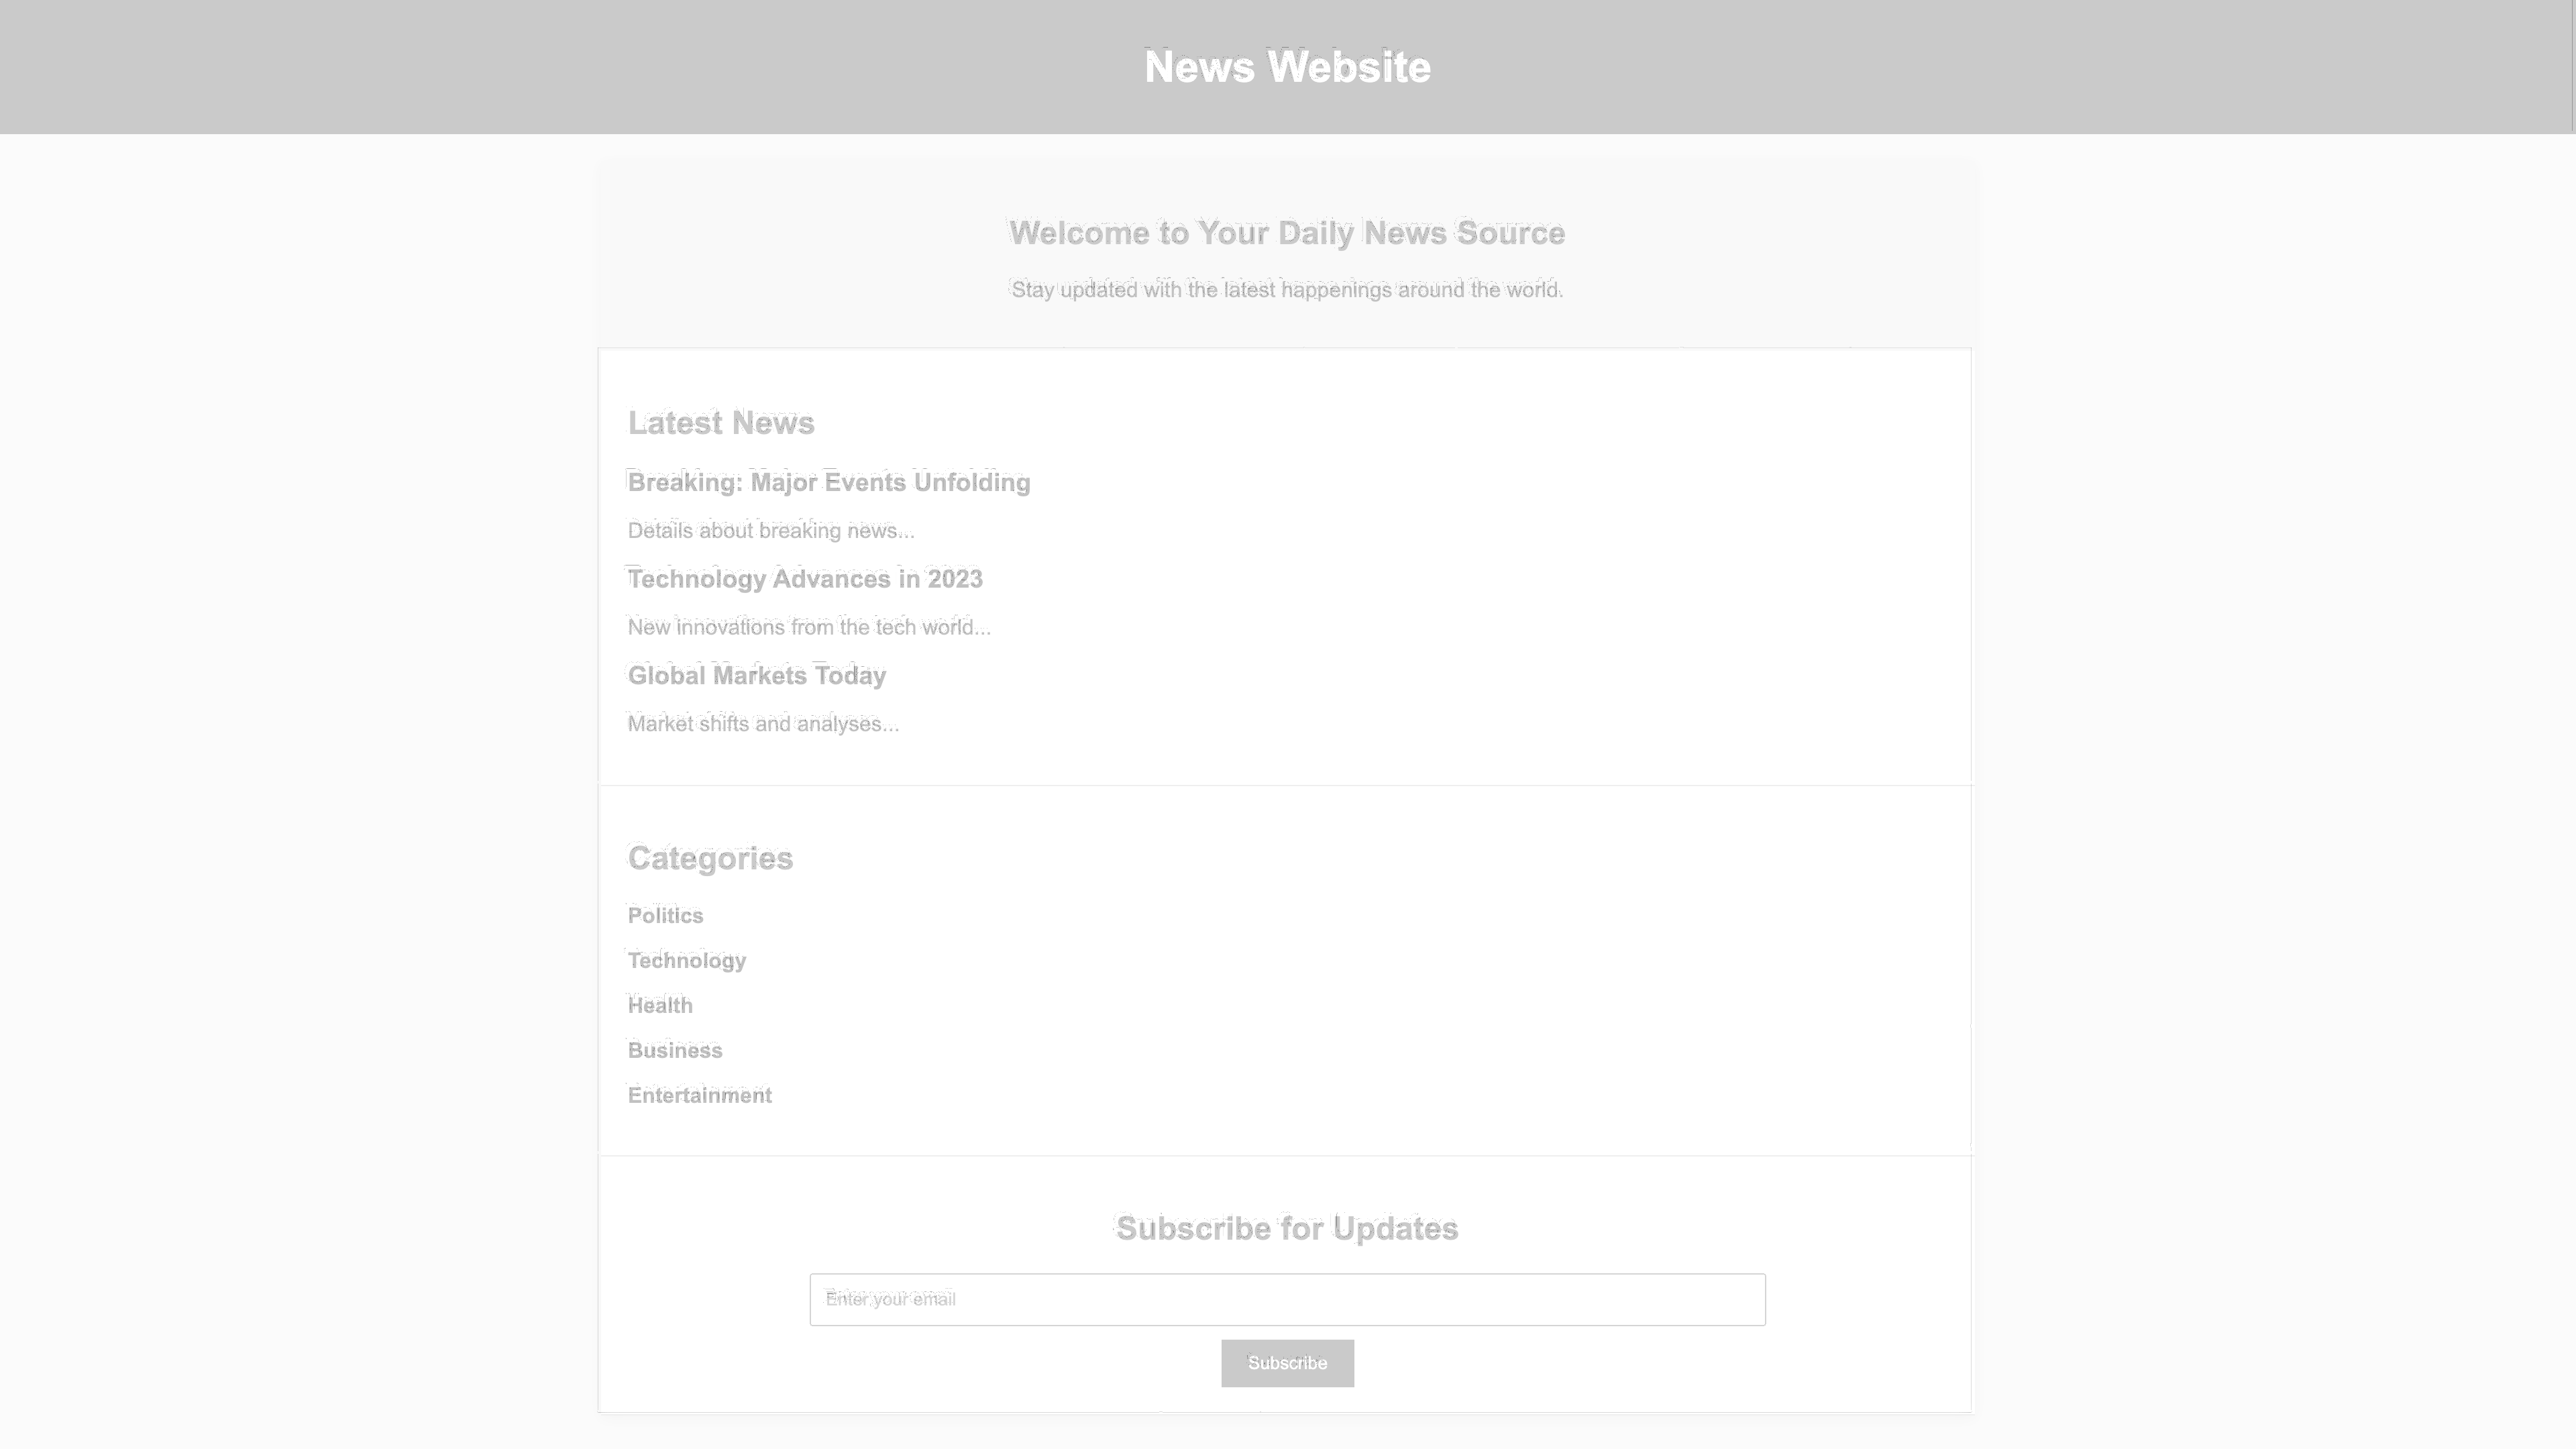 News Website
Welcome to Your Daily News Source
Stay updated with the latest happenings around the world.
Latest News
Breaking: Major Events Unfolding
Details about breaking news...
Technology Advances in 2023
New innovations from the tech world...
Global Markets Today
Market shifts and analyses...
Categories
Politics
Technology
Health
Business
Entertainment
Subscribe for Updates
Enter your email
Subscribe